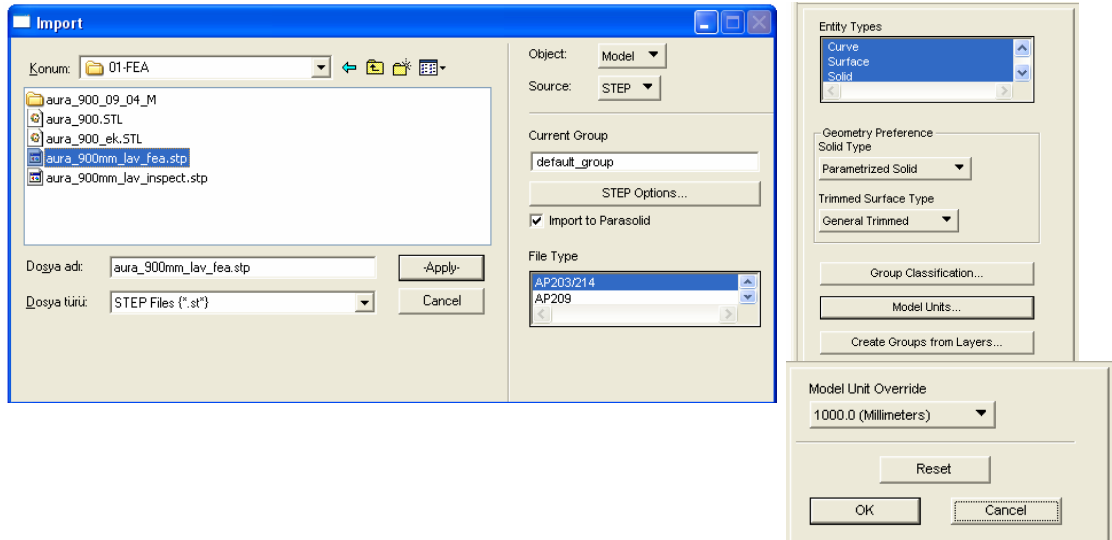 Import
Konum: 01-FEA
aura_900_09_04_M
aura_900.STL
aura_900_ek.STL
aura_900mm_lav_fea.stp
aura_900mm_lav_inspect.stp
Dosya adı: aura_900mm_lav_fea.stp -Apply-
Dosya türü: STEP Files {*.st*} Cancel
Object: Model
Source: STEP
Current Group
default_group
STEP Options...
Import to Parasolid
File Type
AP203/214
AP209
Entity Types
Curve
Surface
Solid
Geometry Preference
Solid Type
Parametrized Solid
Trimmed Surface Type
General Trimmed
Group Classification...
Model Units...
Create Groups from Layers...
Model Unit Override
1000.0 (Millimeters)
Reset
OK Cancel